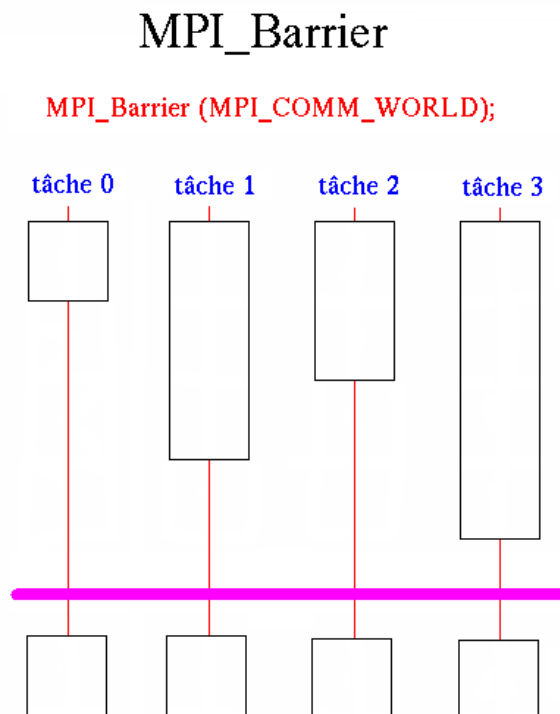 MPI_Barrier
MPI_Barrier (MPI_COMM_WORLD);
tâche 0 tâche 1 tâche 2 tâche 3